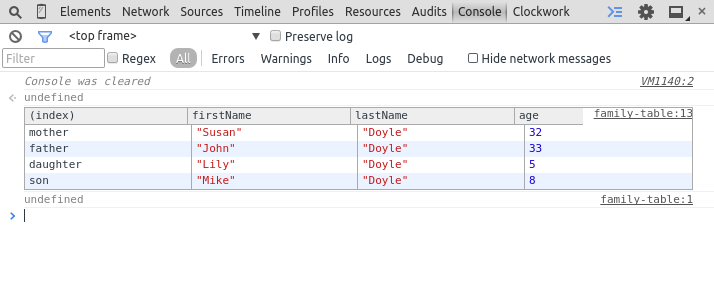 Elements Network Sources Timeline Profiles Resources Audits Console Clockwork
<top frame> Preserve log
Filter Regex All Errors Warnings Info Logs Debug Hide network messages
Console was cleared VM1140:2
undefined
(index) firstName lastName age family-table:13
mother "Susan" "Doyle" 32
father "John" "Doyle" 33
daughter "Lily" "Doyle" 5
son "Mike" "Doyle" 8
undefined family-table:1